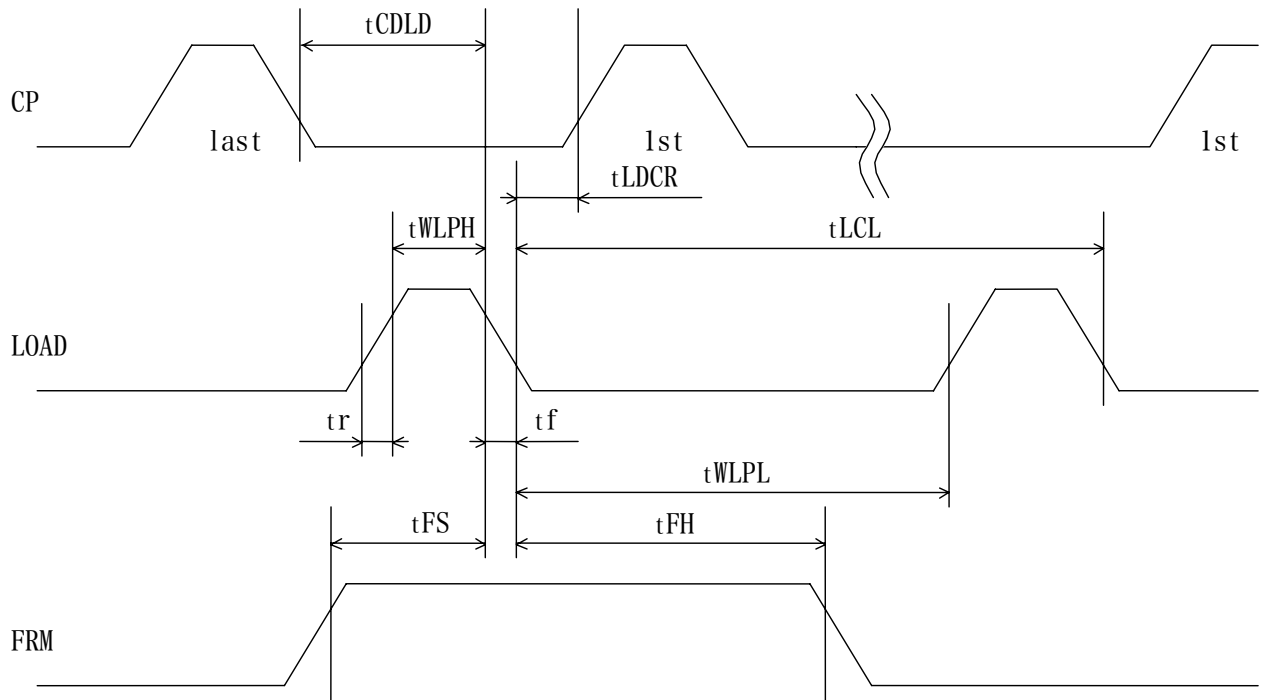 tCDLD
CP
last
1st
1st
tLDCR
tWLPH
tLCL
LOAD
tr
tf
tWLPL
tFS
tFH
FRM